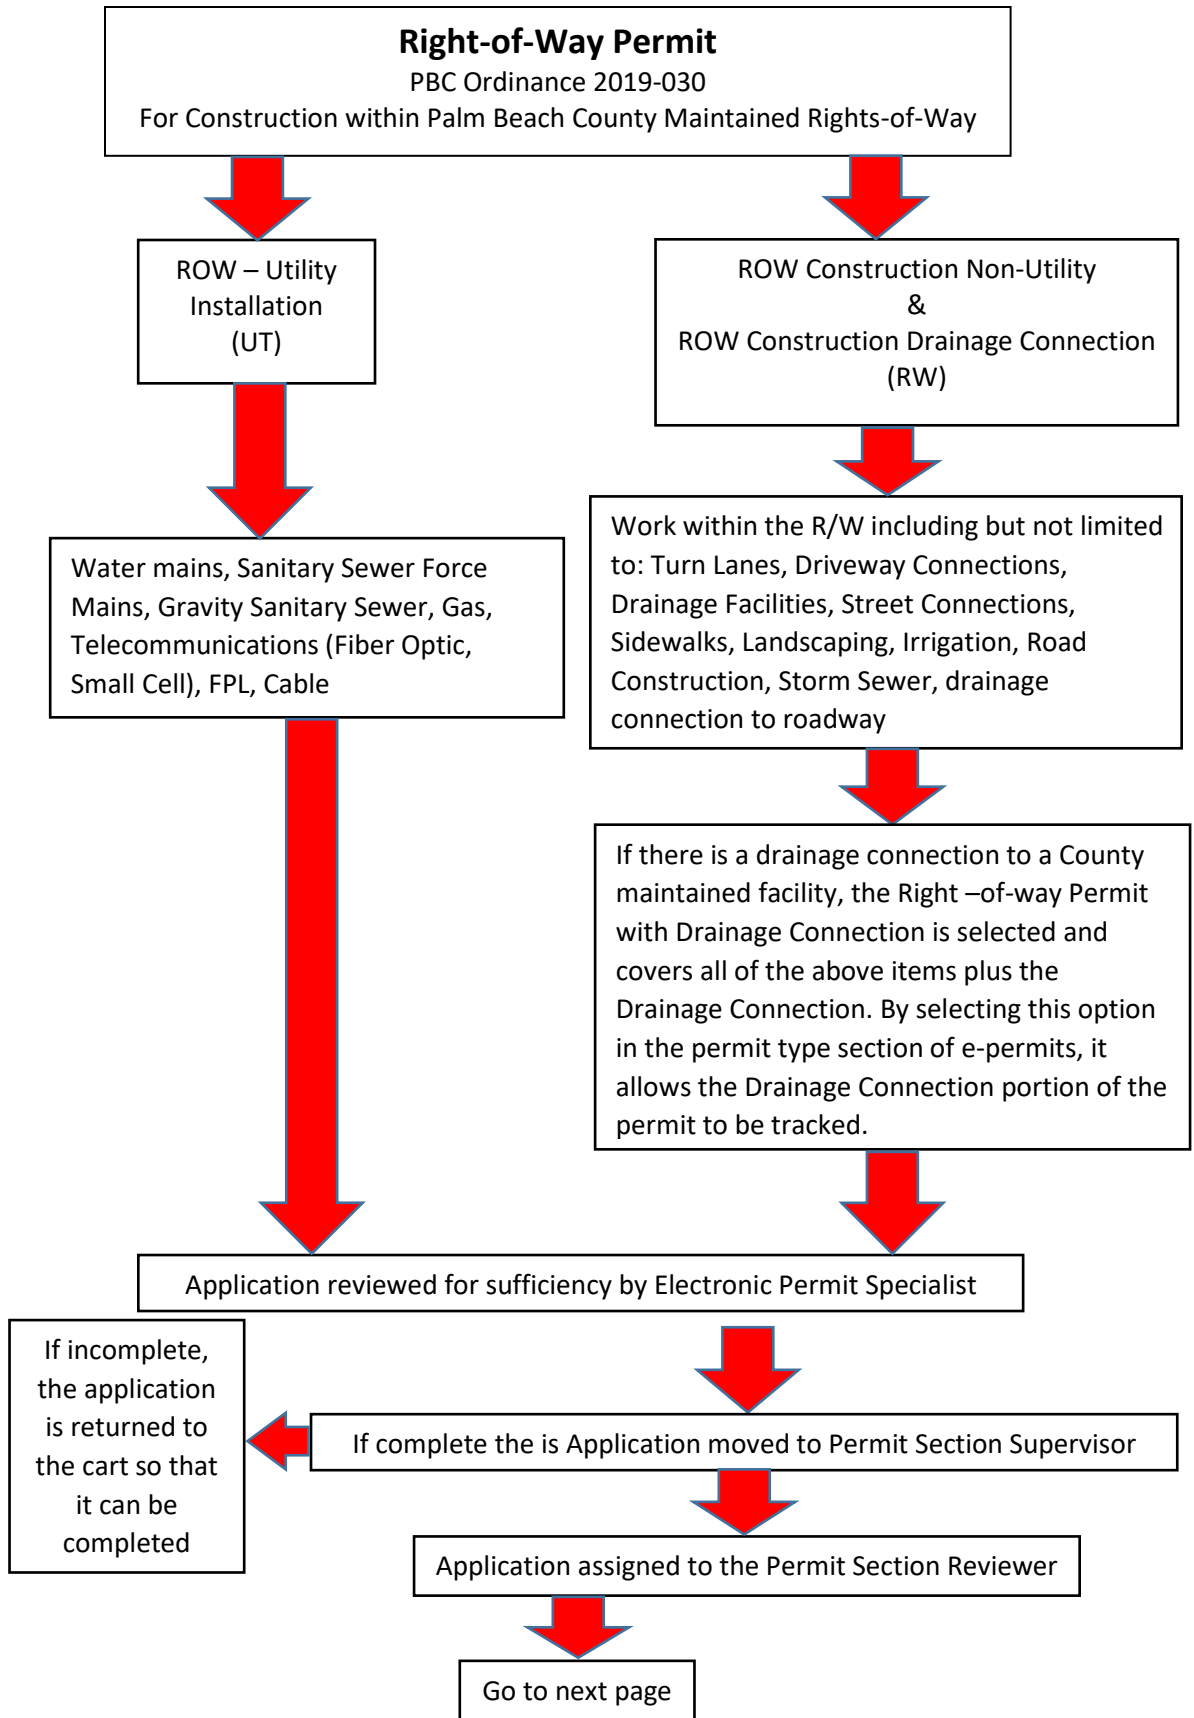 Right-of-Way Permit
PBC Ordinance 2019-030
For Construction within Palm Beach County Maintained Rights-of-Way
ROW – Utility
Installation
(UT)
ROW Construction Non-Utility
&
ROW Construction Drainage Connection
(RW)
Water mains, Sanitary Sewer Force
Mains, Gravity Sanitary Sewer, Gas,
Telecommunications (Fiber Optic,
Small Cell), FPL, Cable
Work within the R/W including but not limited
to: Turn Lanes, Driveway Connections,
Drainage Facilities, Street Connections,
Sidewalks, Landscaping, Irrigation, Road
Construction, Storm Sewer, drainage
connection to roadway
If there is a drainage connection to a County
maintained facility, the Right –of-way Permit
with Drainage Connection is selected and
covers all of the above items plus the
Drainage Connection. By selecting this option
in the permit type section of e-permits, it
allows the Drainage Connection portion of the
permit to be tracked.
Application reviewed for sufficiency by Electronic Permit Specialist
If incomplete,
the application
is returned to
the cart so that
it can be
completed
If complete the is Application moved to Permit Section Supervisor
Application assigned to the Permit Section Reviewer
Go to next page